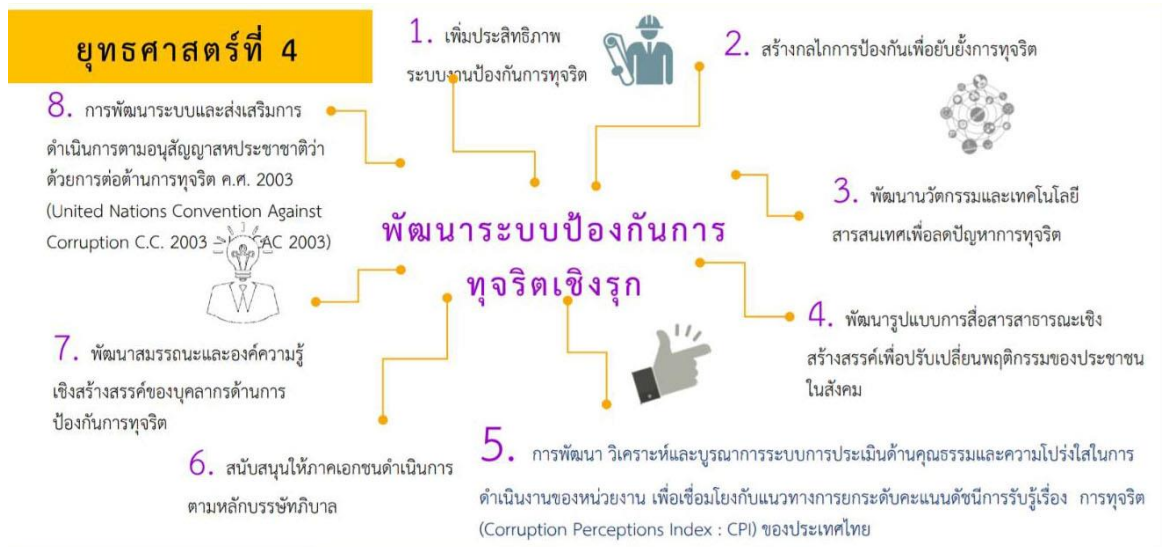 ยุทธศาสตร์ที่ 4
1. เพิ่มประสิทธิภาพ
ระบบงานป้องกันการทุจริต
2. สร้างกลไกการป้องกันเพื่อยับยั้งการทุจริต
3. พัฒนานวัตกรรมและเทคโนโลยี
สารสนเทศเพื่อลดปัญหาการทุจริต
4. พัฒนารูปแบบการสื่อสารสาธารณะเชิง
สร้างสรรค์เพื่อปรับเปลี่ยนพฤติกรรมของประชาชน
ในสังคม
5. การพัฒนา วิเคราะห์และบูรณาการระบบการประเมินด้านคุณธรรมและความโปร่งใสในการ
ดำเนินงานของหน่วยงาน เพื่อเชื่อมโยงกับแนวทางการยกระดับคะแนนดัชนีการรับรู้เรื่อง การทุจริต
(Corruption Perceptions Index : CPI) ของประเทศไทย
6. สนับสนุนให้ภาคเอกชนดำเนินการ
ตามหลักบรรษัทภิบาล
7. พัฒนาสมรรถนะและองค์ความรู้
เชิงสร้างสรรค์ของบุคลากรด้านการ
ป้องกันการทุจริต
8. การพัฒนาระบบและส่งเสริมการ
ดำเนินการตามอนุสัญญาสหประชาชาติว่า
ด้วยการต่อต้านการทุจริต ค.ศ. 2003
(United Nations Convention Against
Corruption C.C. 2003 2003)
พัฒนาระบบป้องกันการ
ทุจริตเชิงรุก